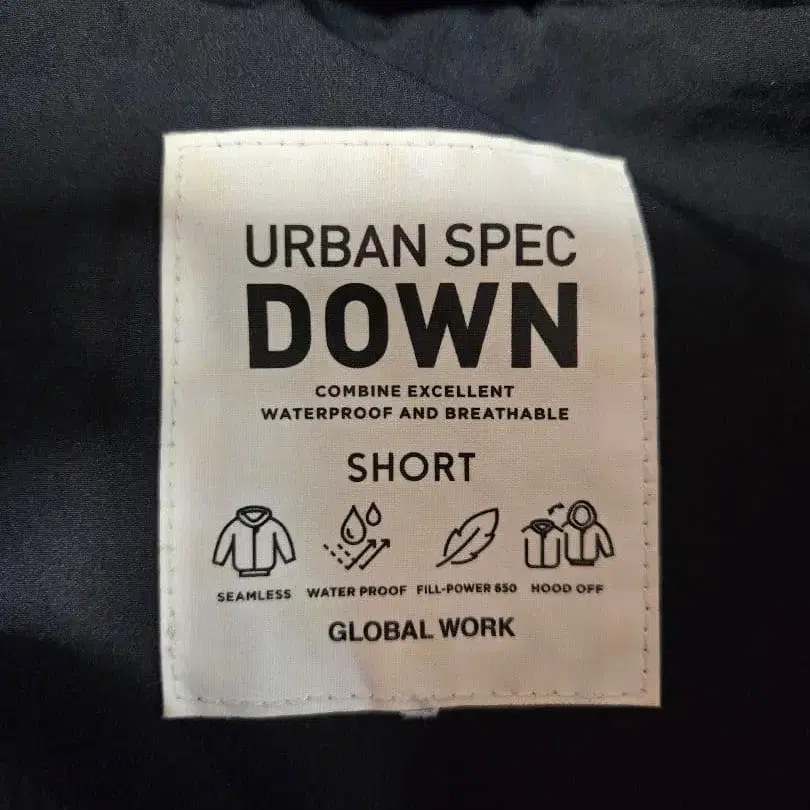 URBAN SPEC
DOWN
COMBINE EXCELLENT
WATERPROOF AND BREATHABLE
SHORT
SEAMLESS WATER PROOF FILL-POWER 650 HOOD OFF
GLOBAL WORK